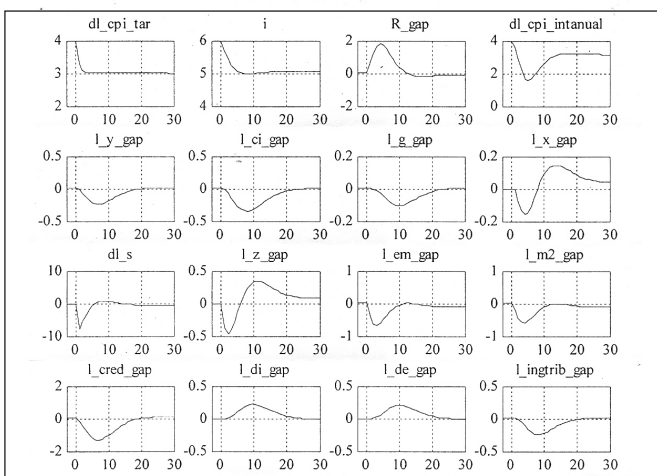 dl_cpi_tar i R_gap dl_cpi_intanual
4 6 2 4
3 5 0 3
2 4 -2 2
0 10 20 30 0 10 20 30 0 10 20 30 0 10 20 30
l_y_gap l_ci_gap l_g_gap l_x_gap
0.5 0.5 0.2 0.2
0 0 0 0
-0.5 -0.5 -0.2 -0.2
0 10 20 30 0 10 20 30 0 10 20 30 0 10 20 30
dl_s l_z_gap l_em_gap l_m2_gap
10 0.5 1 1
0 0 0 0
-10 -0.5 -1 -1
0 10 20 30 0 10 20 30 0 10 20 30 0 10 20 30
l_cred_gap l_di_gap l_de_gap l_ingtrib_gap
2 0.5 0.5 0.5
0 0 0 0
-2 -0.5 -0.5 -0.5
0 10 20 30 0 10 20 30 0 10 20 30 0 10 20 30